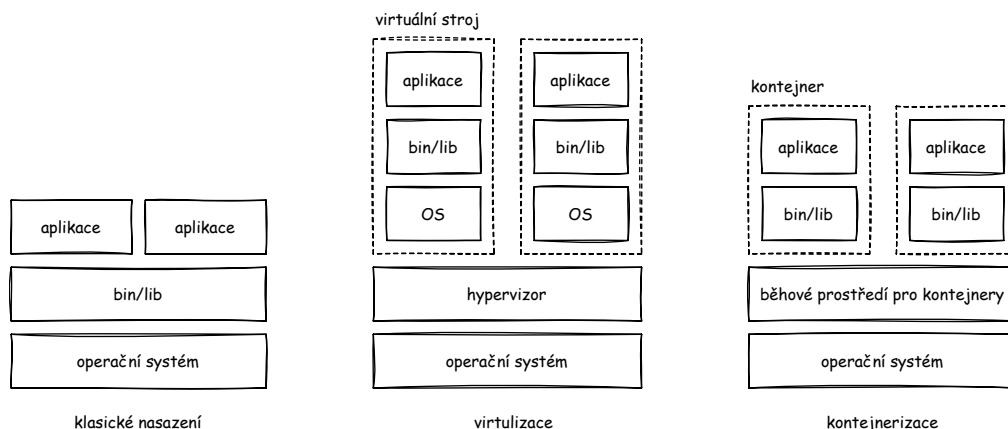 virtuální stroj
aplikace
aplikace
bin/lib
bin/lib
OS
OS
hypervizor
operační systém
virtulizace
aplikace
aplikace
bin/lib
operační systém
klasické nasazení
kontejner
aplikace
aplikace
bin/lib
bin/lib
běhové prostředí pro kontejnery
operační systém
kontejnerizace